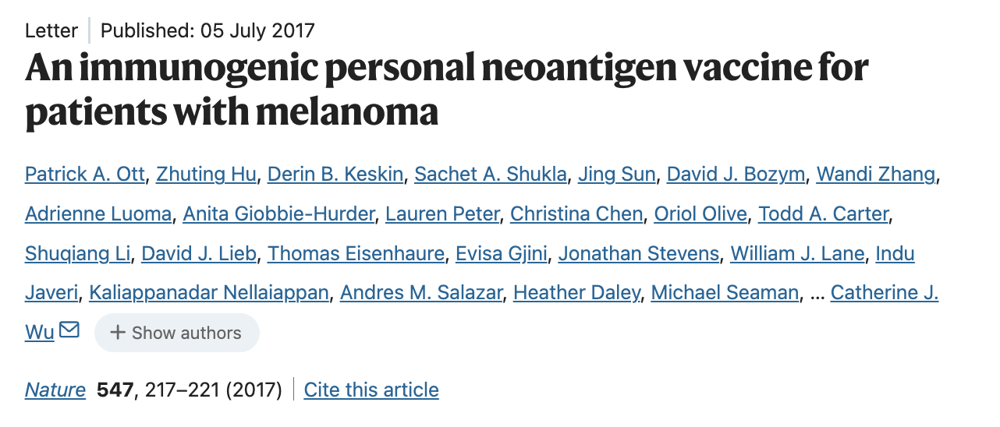 Letter | Published: 05 July 2017
An immunogenic personal neoantigen vaccine for
patients with melanoma
Patrick A. Ott, Zhuting Hu, Derin B. Keskin, Sachet A. Shukla, Jing Sun, David J. Bozym, Wandi Zhang,
Adrienne Luoma, Anita Giobbie-Hurder, Lauren Peter, Christina Chen, Oriol Olive, Todd A. Carter,
Shuqiang Li, David J. Lieb, Thomas Eisenhaure, Evisa Gjini, Jonathan Stevens, William J. Lane, Indu
Javeri, Kaliappanadar Nellaiappan, Andres M. Salazar, Heather Daley, Michael Seaman, ... Catherine J.
Wu + Show authors
Nature 547, 217–221 (2017) | Cite this article